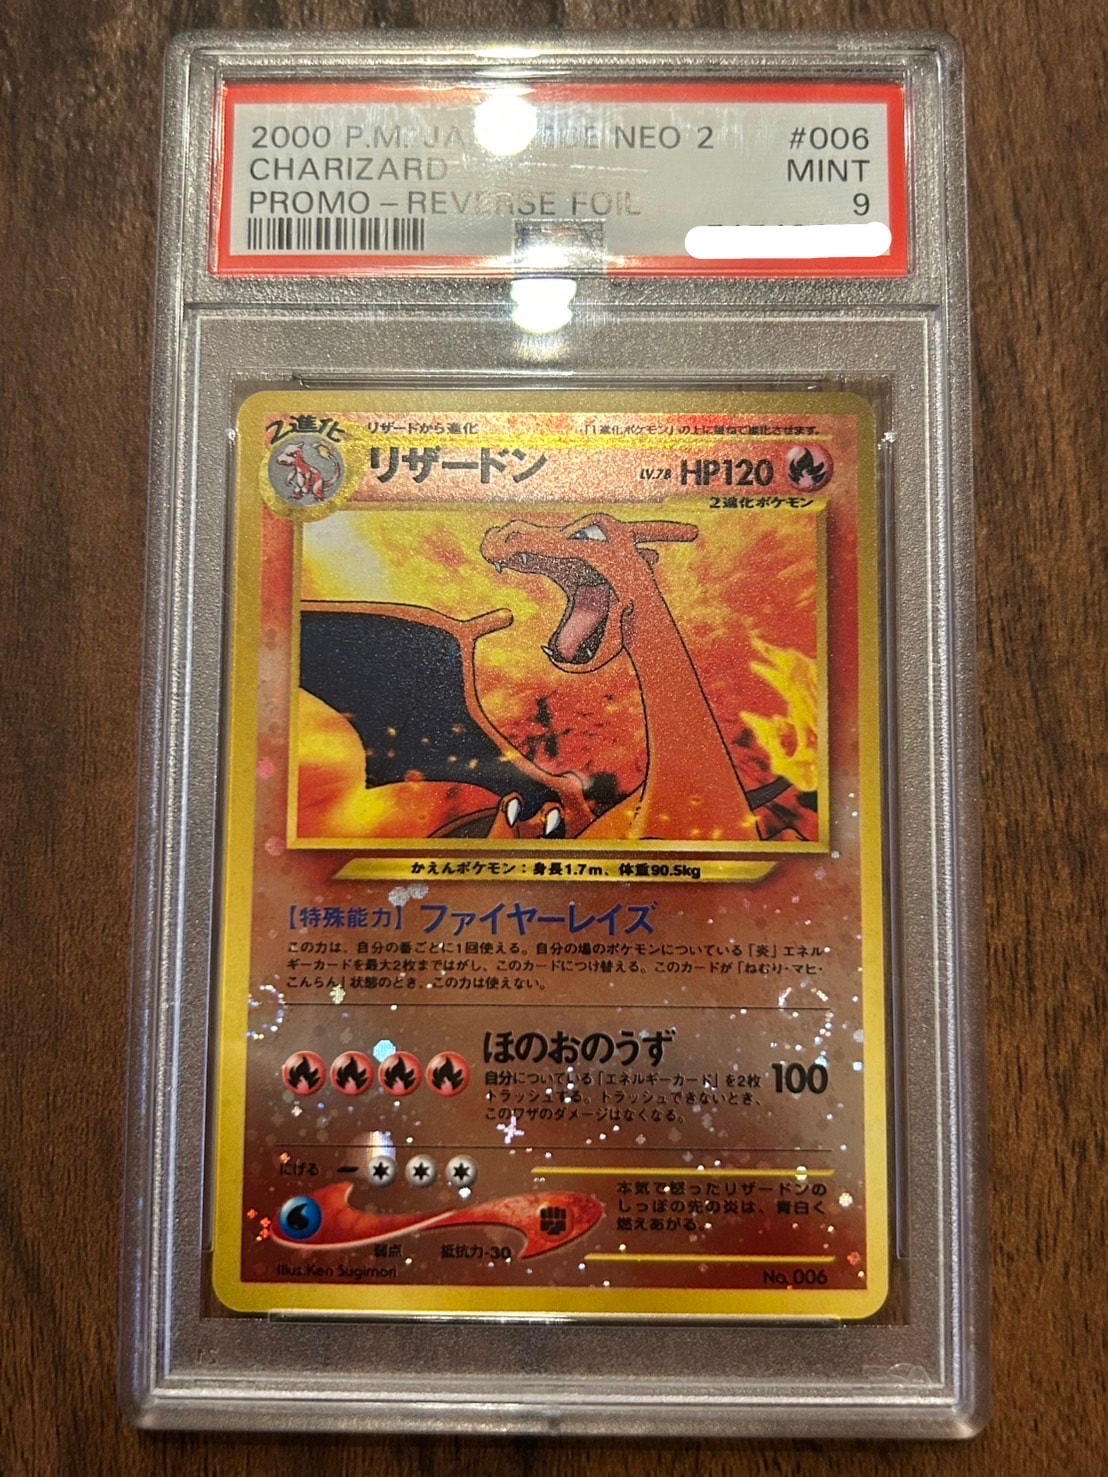 2000 P.M. JA NEO 2 #006
CHARIZARD MINT
PROMO - REVERSE FOIL 9
2進化
リザードから進化
「1進化ポケモン」の上に重ねて進化させます。
リザードン LV.78 HP120
2進化ポケモン
かえんポケモン：身長1.7m、体重90.5kg
【特殊能力】ファイヤーレイズ
この力は、自分の番ごとに1回使える。自分の場のポケモンについている「炎」エネル
ギーカードを最大2枚まではがし、このカードにつけ替える。このカードが「ねむり・マヒ・
こんらん」状態のとき、この力は使えない。
ほのおのうず
自分についている「エネルギーカード」を2枚
トラッシュする。トラッシュできないとき、
このワザのダメージはなくなる。
100
にげる
弱点 抵抗力-30
本気で怒ったリザードンの
しっぽの先の炎は、青白く
燃えあがる。
Illus.Ken Sugimori
No.006